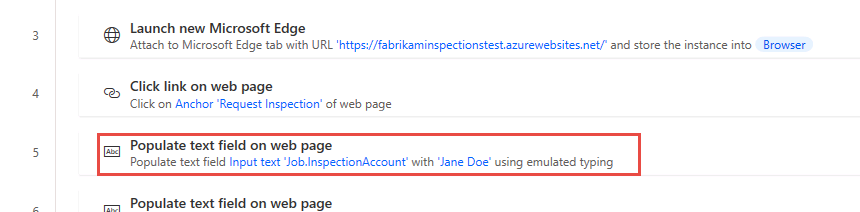 3
Launch new Microsoft Edge
Attach to Microsoft Edge tab with URL 'https://fabrikaminspectionstest.azurewebsites.net/' and store the instance into Browser
4
Click link on web page
Click on Anchor 'Request Inspection' of web page
5
Abc
Populate text field on web page
Populate text field Input text 'Job.InspectionAccount' with 'Jane Doe' using emulated typing
6
Abc
Populate text field on web page